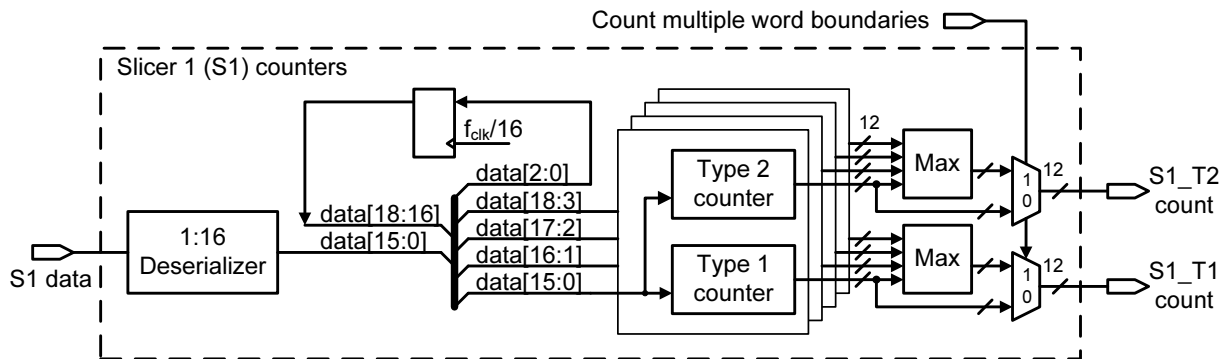 Count multiple word boundaries
Slicer 1 (S1) counters
f_clk/16
data[2:0]
data[18:3]
data[17:2]
data[16:1]
data[15:0]
data[18:16]
data[15:0]
1:16
Deserializer
S1 data
Type 2
counter
Type 1
counter
12
Max
1
0
12
S1_T2
count
Max
1
0
12
S1_T1
count